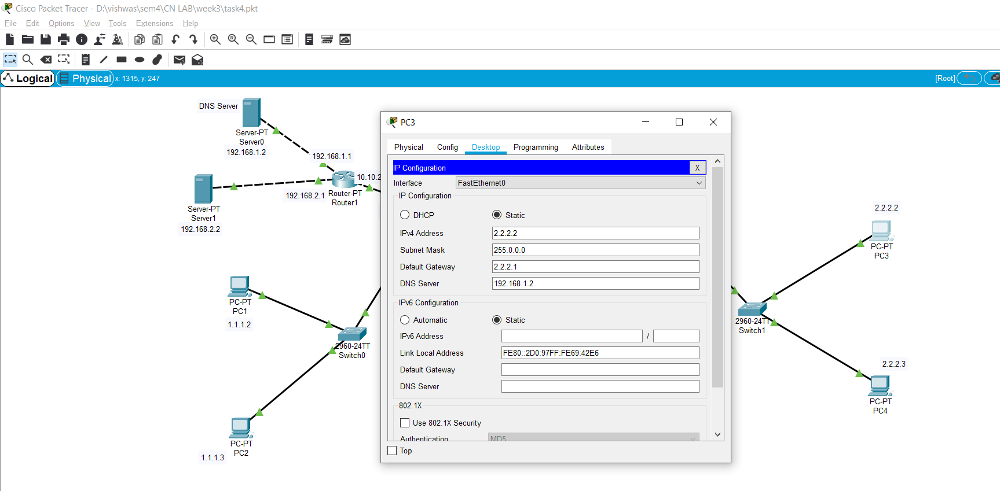 Cisco Packet Tracer - D:\vishwas\sem4\CN LAB\week3\task4.pkt
File Edit Options View Tools Extensions Help
Logical Physical x: 1315, y: 247 [Root]
DNS Server
Server-PT
Server0
192.168.1.2
192.168.1.1
Server-PT
Server1
192.168.2.2
192.168.2.1
Router-PT
Router1
10.10.2
PC-PT
PC1
1.1.1.2
2960-24TT
Switch0
PC-PT
PC2
1.1.1.3
PC3
Physical Config Desktop Programming Attributes
IP Configuration X
Interface FastEthernet0
IP Configuration
DHCP Static
IPv4 Address 2.2.2.2
Subnet Mask 255.0.0.0
Default Gateway 2.2.2.1
DNS Server 192.168.1.2
IPv6 Configuration
Automatic Static
IPv6 Address /
Link Local Address FE80::2D0:97FF:FE69:42E6
Default Gateway
DNS Server
802.1X
Use 802.1X Security
Authentication MD5
Top
2.2.2.2
PC-PT
PC3
2960-24TT
Switch1
2.2.2.3
PC-PT
PC4